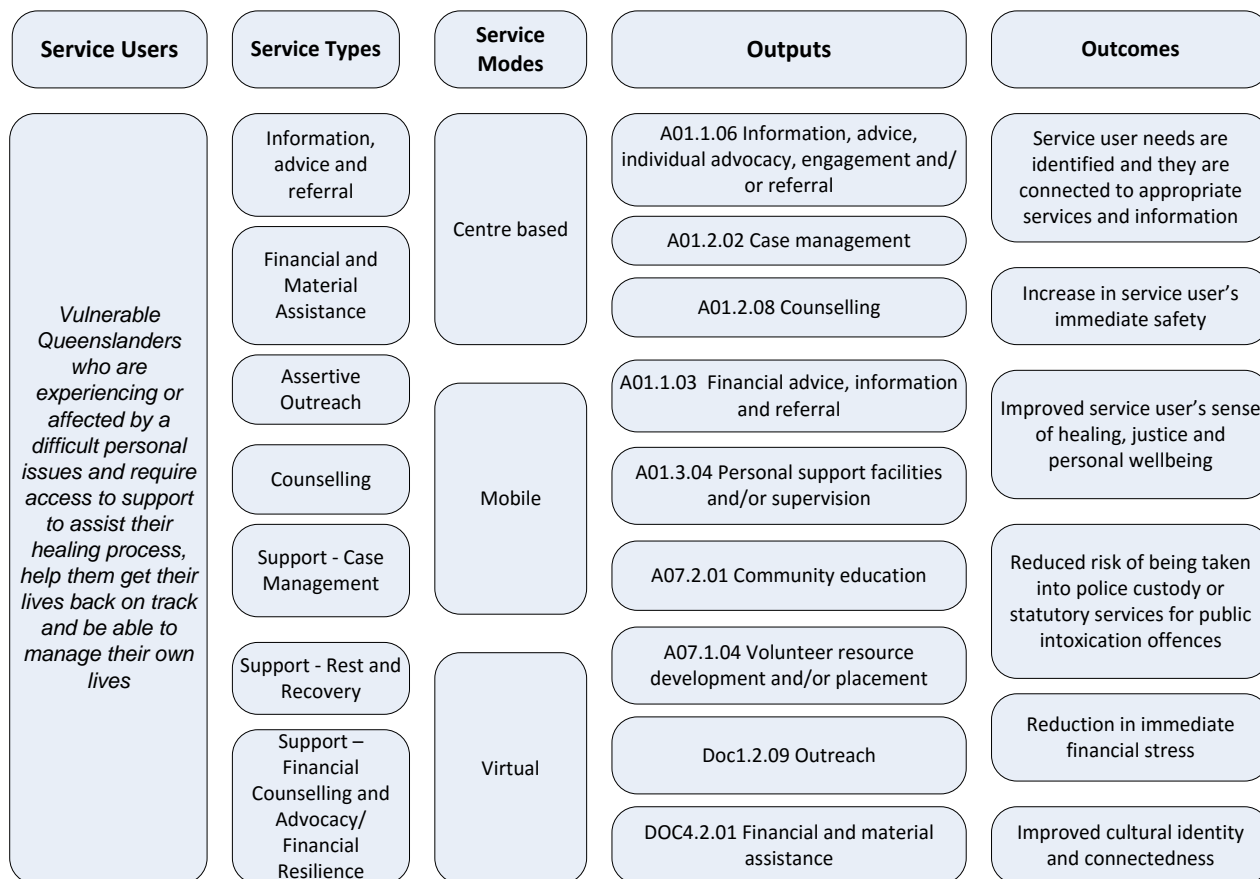 Service Users
Service Types
Service
Modes
Outputs
Outcomes
Vulnerable
Queenslanders
who are
experiencing or
affected by a
difficult personal
issues and require
access to support
to assist their
healing process,
help them get their
lives back on track
and be able to
manage their own
lives
Information,
advice and
referral
Financial and
Material
Assistance
Assertive
Outreach
Counselling
Support - Case
Management
Support - Rest and
Recovery
Support –
Financial
Counselling and
Advocacy/
Financial
Resilience
Centre based
Mobile
Virtual
A01.1.06 Information, advice,
individual advocacy, engagement and/
or referral
A01.2.02 Case management
A01.2.08 Counselling
A01.1.03 Financial advice, information
and referral
A01.3.04 Personal support facilities
and/or supervision
A07.2.01 Community education
A07.1.04 Volunteer resource
development and/or placement
Doc1.2.09 Outreach
DOC4.2.01 Financial and material
assistance
Service user needs are
identified and they are
connected to appropriate
services and information
Increase in service user’s
immediate safety
Improved service user’s sense
of healing, justice and
personal wellbeing
Reduced risk of being taken
into police custody or
statutory services for public
intoxication offences
Reduction in immediate
financial stress
Improved cultural identity
and connectedness